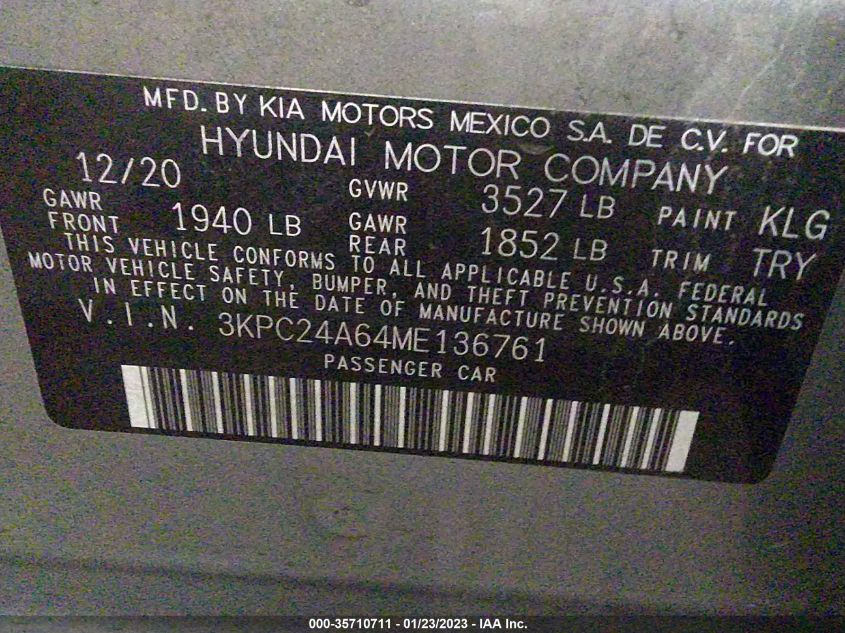 MFD. BY KIA MOTORS MEXICO S.A. DE C.V. FOR
HYUNDAI MOTOR COMPANY
12/20 GVWR 3527 LB PAINT KLG
GAWR FRONT 1940 LB GAWR REAR 1852 LB TRIM TRY
THIS VEHICLE CONFORMS TO ALL APPLICABLE U.S.A. FEDERAL
MOTOR VEHICLE SAFETY, BUMPER, AND THEFT PREVENTION STANDARDS
IN EFFECT ON THE DATE OF MANUFACTURE SHOWN ABOVE.
V.I.N. 3KPC24A64ME136761
PASSENGER CAR
000-35710711 - 01/23/2023 - IAA Inc.